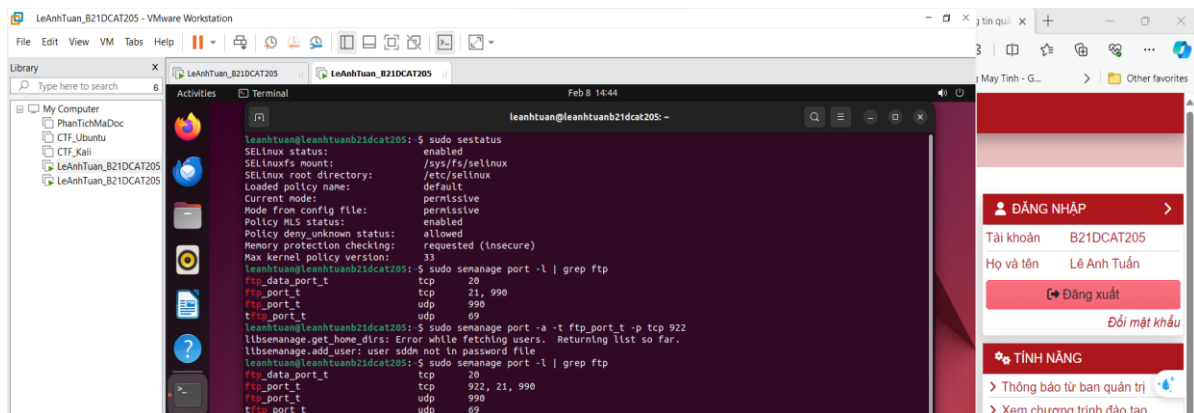 LeAnhTuan_B21DCAT205 - VMware Workstation
File Edit View VM Tabs Help
Library
Type here to search
My Computer
PhanTichMaDoc
CTF_Ubuntu
CTF_Kali
LeAnhTuan_B21DCAT205
LeAnhTuan_B21DCAT205
LeAnhTuan_B21DCAT205
LeAnhTuan_B21DCAT205
Activities
Terminal
Feb 8 14:44
leanhtuan@leanhtuanb21dcat205: ~
leanhtuan@leanhtuanb21dcat205:~$ sudo sestatus
SELinux status: enabled
SELinuxfs mount: /sys/fs/selinux
SELinux root directory: /etc/selinux
Loaded policy name: default
Current mode: permissive
Mode from config file: permissive
Policy MLS status: enabled
Policy deny_unknown status: allowed
Memory protection checking: requested (insecure)
Max kernel policy version: 33
leanhtuan@leanhtuanb21dcat205:~$ sudo semanage port -l | grep ftp
ftp_data_port_t tcp 20
ftp_port_t tcp 21, 990
ftp_port_t udp 990
tftp_port_t udp 69
leanhtuan@leanhtuanb21dcat205:~$ sudo semanage port -a -t ftp_port_t -p tcp 922
libsemanage.get_home_dirs: Error while fetching users. Returning list so far.
libsemanage.add_user: user sddm not in password file
leanhtuan@leanhtuanb21dcat205:~$ sudo semanage port -l | grep ftp
ftp_data_port_t tcp 20
ftp_port_t tcp 922, 21, 990
ftp_port_t udp 990
tftp_port_t udp 69
g tin quả
May Tinh - G...
Other favorites
ĐĂNG NHẬP
Tài khoản B21DCAT205
Họ và tên Lê Anh Tuấn
Đăng xuất
Đổi mật khẩu
TÍNH NĂNG
Thông báo từ ban quản trị
Xem chương trình đào tạo